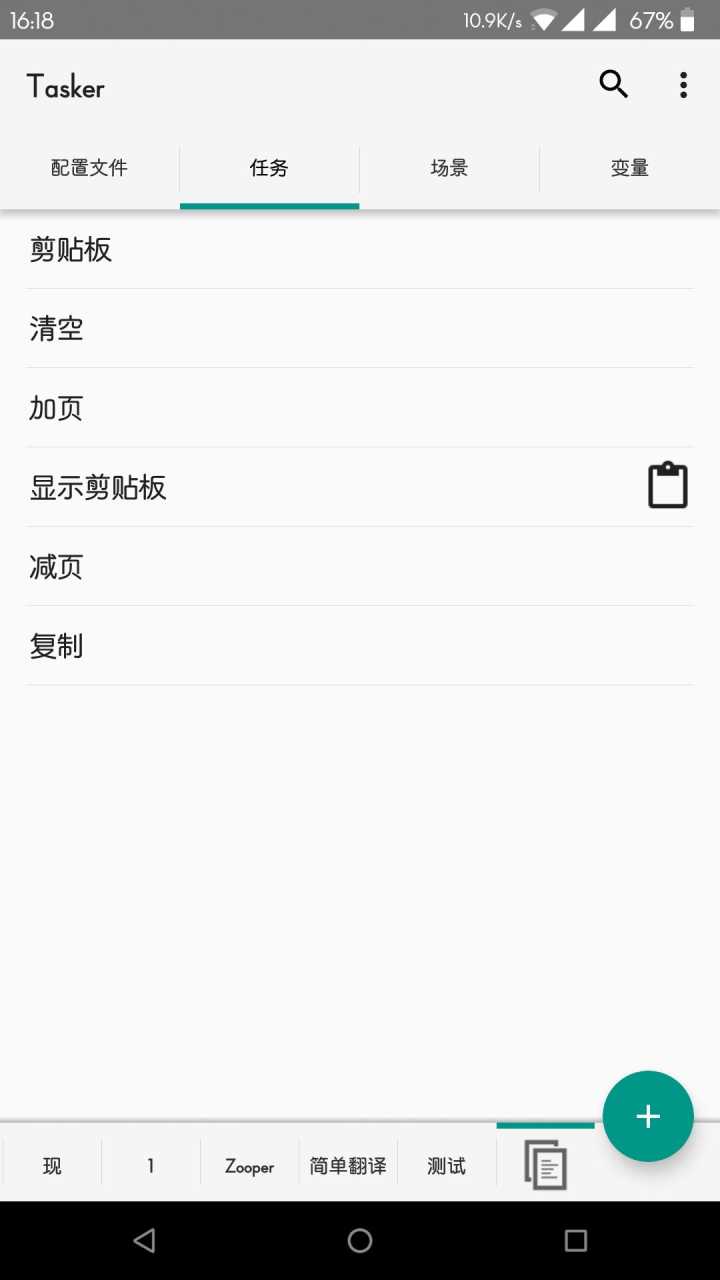 16:18 10.9K/s 67%
Tasker
配置文件 任务 场景 变量
剪贴板
清空
加页
显示剪贴板
减页
复制
现 1 Zooper 简单翻译 测试